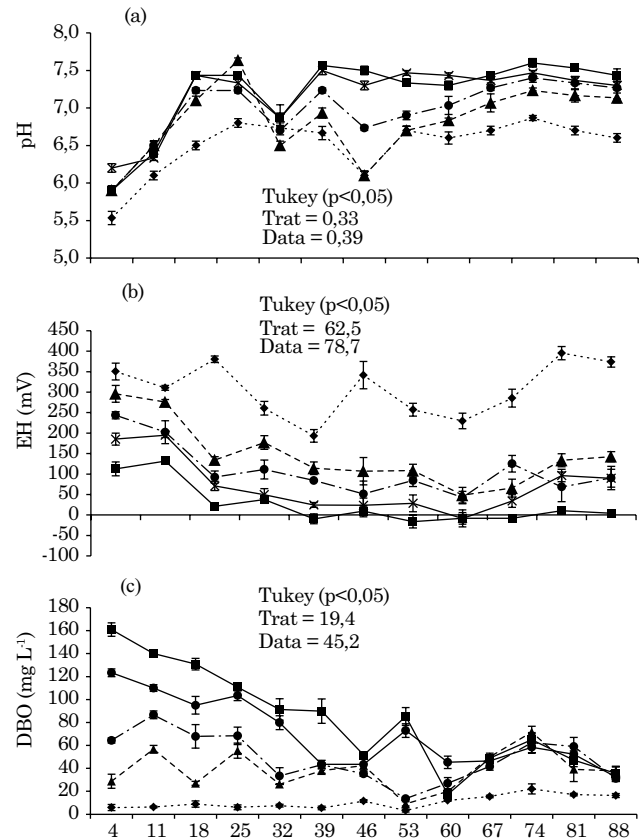 (a)
8,0
7,5
7,0
6,5
6,0
5,5
5,0
pH
Tukey (p<0,05)
Trat = 0,33
Data = 0,39
(b)
Tukey (p<0,05)
Trat = 62,5
Data = 78,7
450
400
350
300
250
200
150
100
50
0
-50
-100
EH (mV)
(c)
Tukey (p<0,05)
Trat = 19,4
Data = 45,2
180
160
140
120
100
80
60
40
20
0
DBO (mg L-1)
4 11 18 25 32 39 46 53 60 67 74 81 88